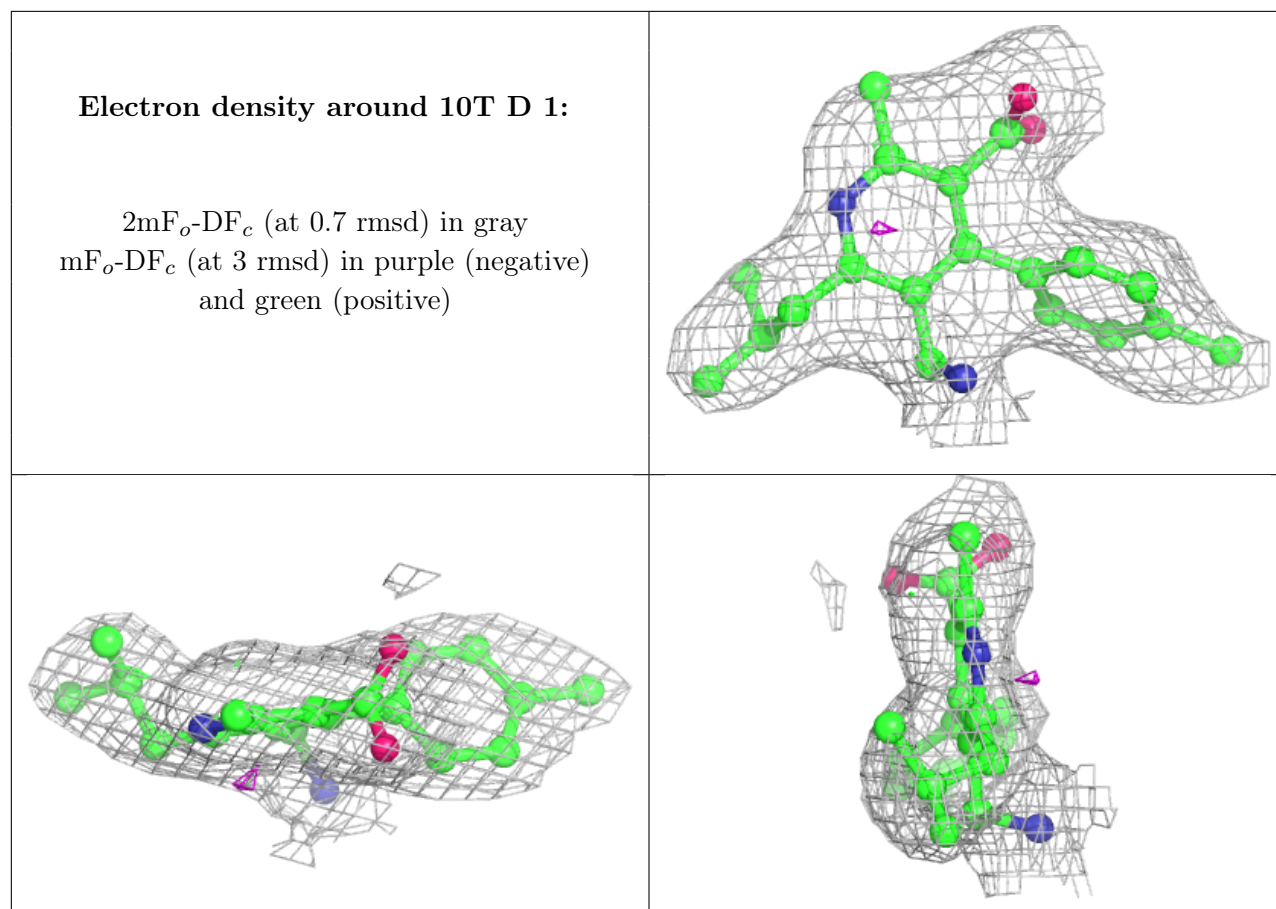 Electron density around 10T D 1:
2mFₒ-DF𝒸 (at 0.7 rmsd) in gray
mFₒ-DF𝒸 (at 3 rmsd) in purple (negative)
and green (positive)